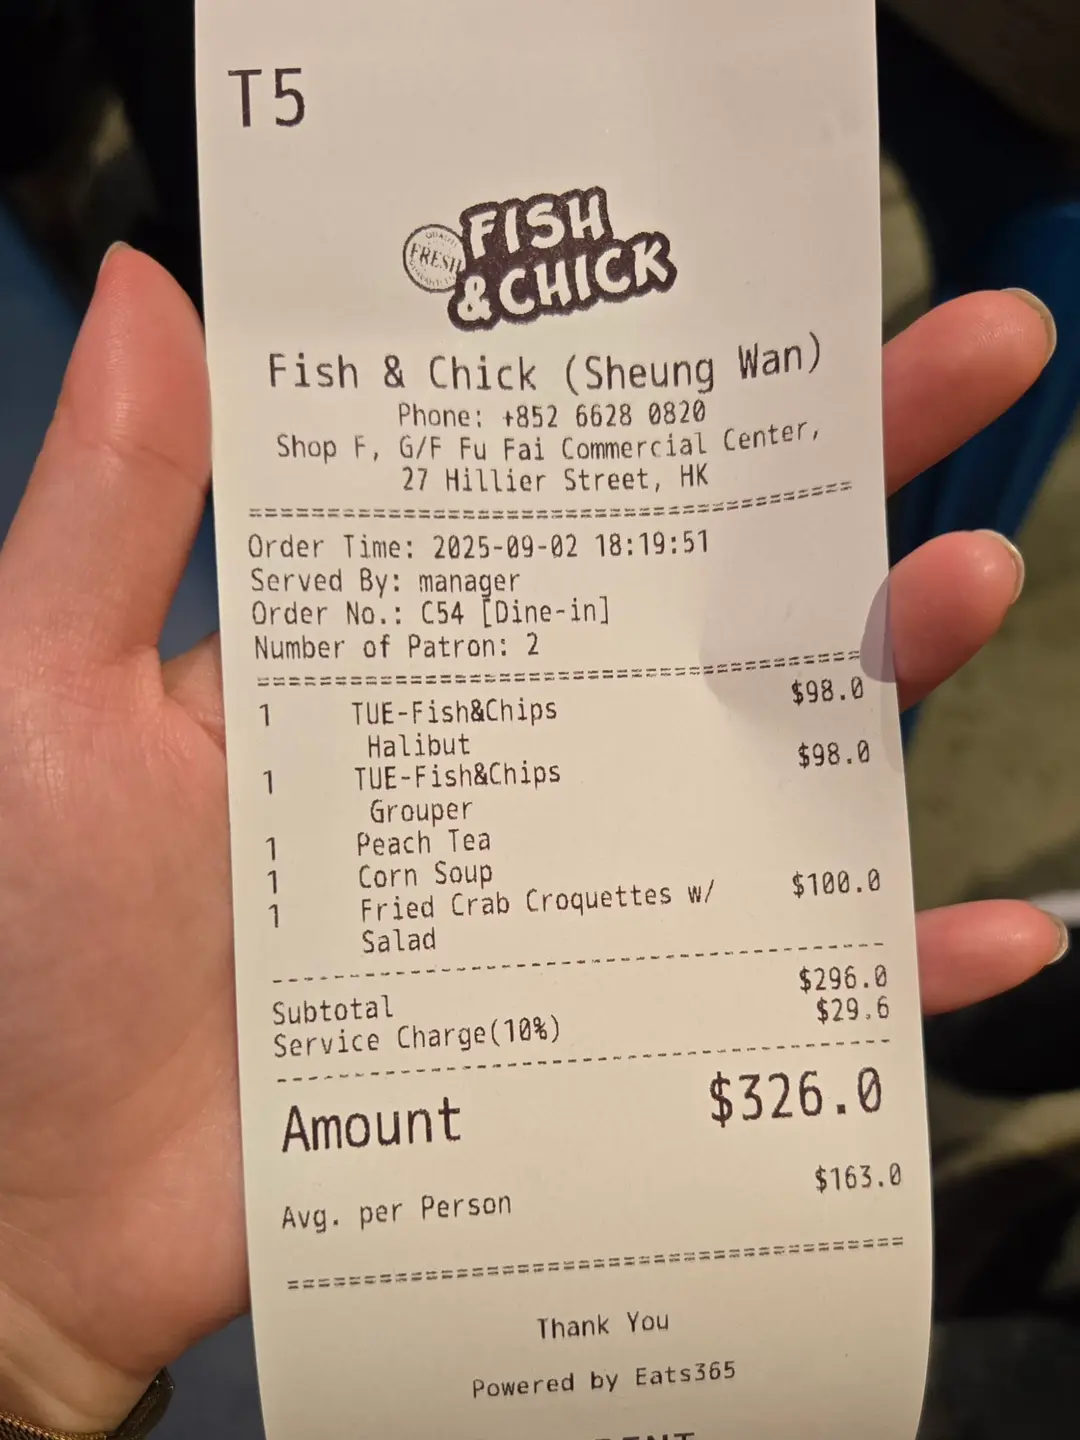 T5
QUALITY
FRESH
FISH
& CHICK
Fish & Chick (Sheung Wan)
Phone: +852 6628 0820
Shop F, G/F Fu Fai Commercial Center,
27 Hillier Street, HK
Order Time: 2025-09-02 18:19:51
Served By: manager
Order No.: C54 [Dine-in]
Number of Patron: 2
1 TUE-Fish&Chips $98.0
Halibut
1 TUE-Fish&Chips $98.0
Grouper
1 Peach Tea
1 Corn Soup
1 Fried Crab Croquettes w/ $100.0
Salad
Subtotal $296.0
Service Charge(10%) $29.6
Amount $326.0
Avg. per Person $163.0
Thank You
Powered by Eats365